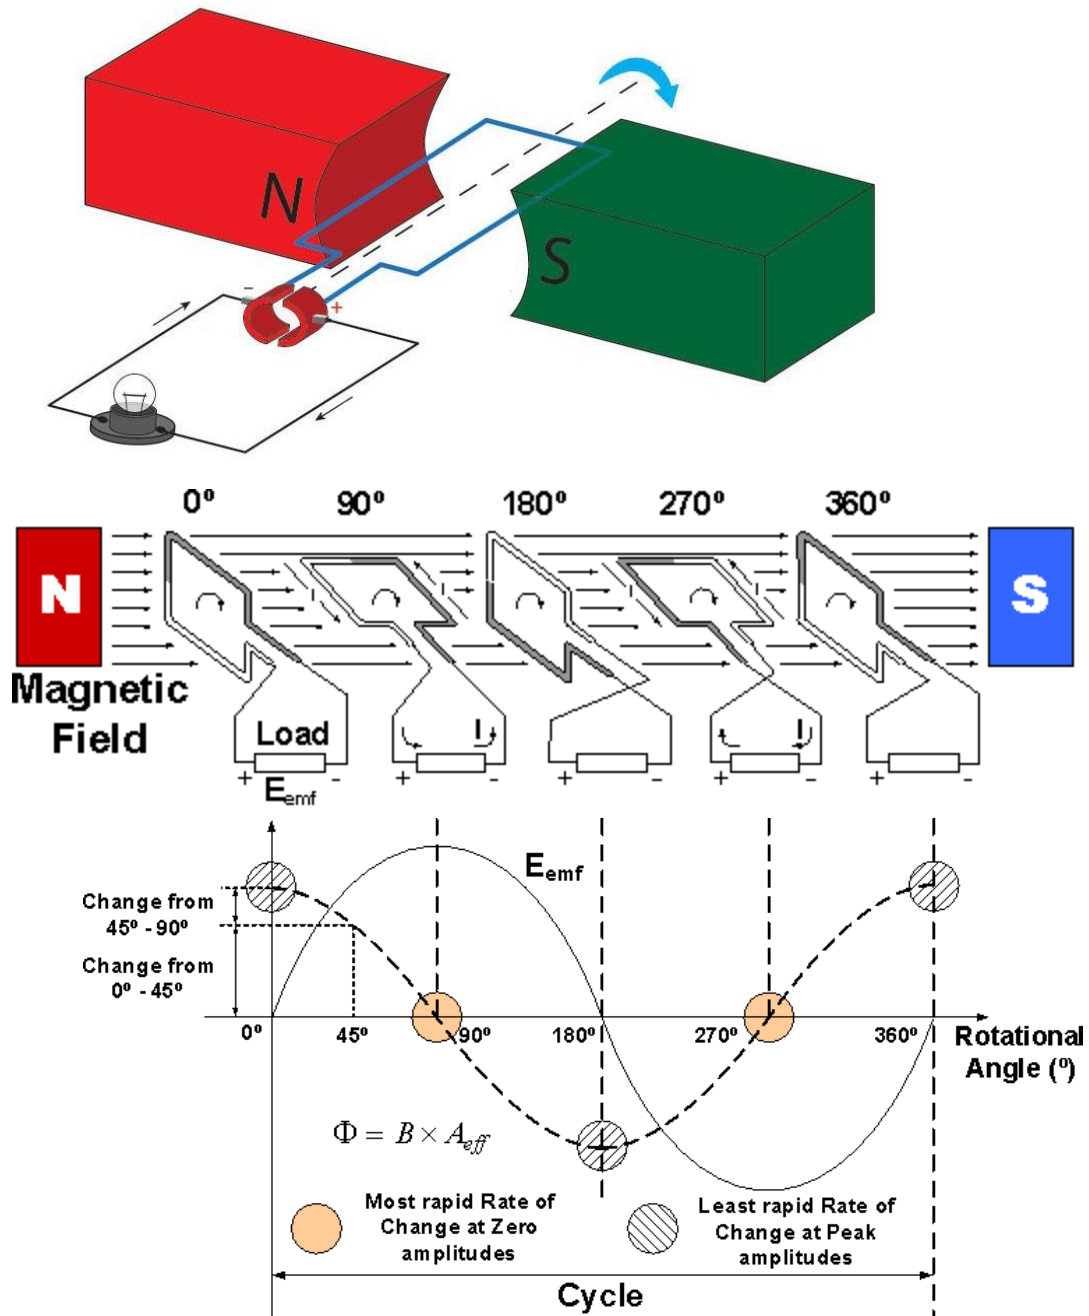 N
S
-
+
0º
90º
180º
270º
360º
N
S
I
I
I
I
Magnetic
Field
Load
I
I
+ -
+ -
+ -
+ -
+ -
Eemf
Eemf
Change from
45º - 90º
Change from
0º - 45º
0º
45º
90º
180º
270º
360º
Rotational
Angle (º)
Φ = B × Aeff
Most rapid Rate of
Change at Zero
amplitudes
Least rapid Rate of
Change at Peak
amplitudes
Cycle